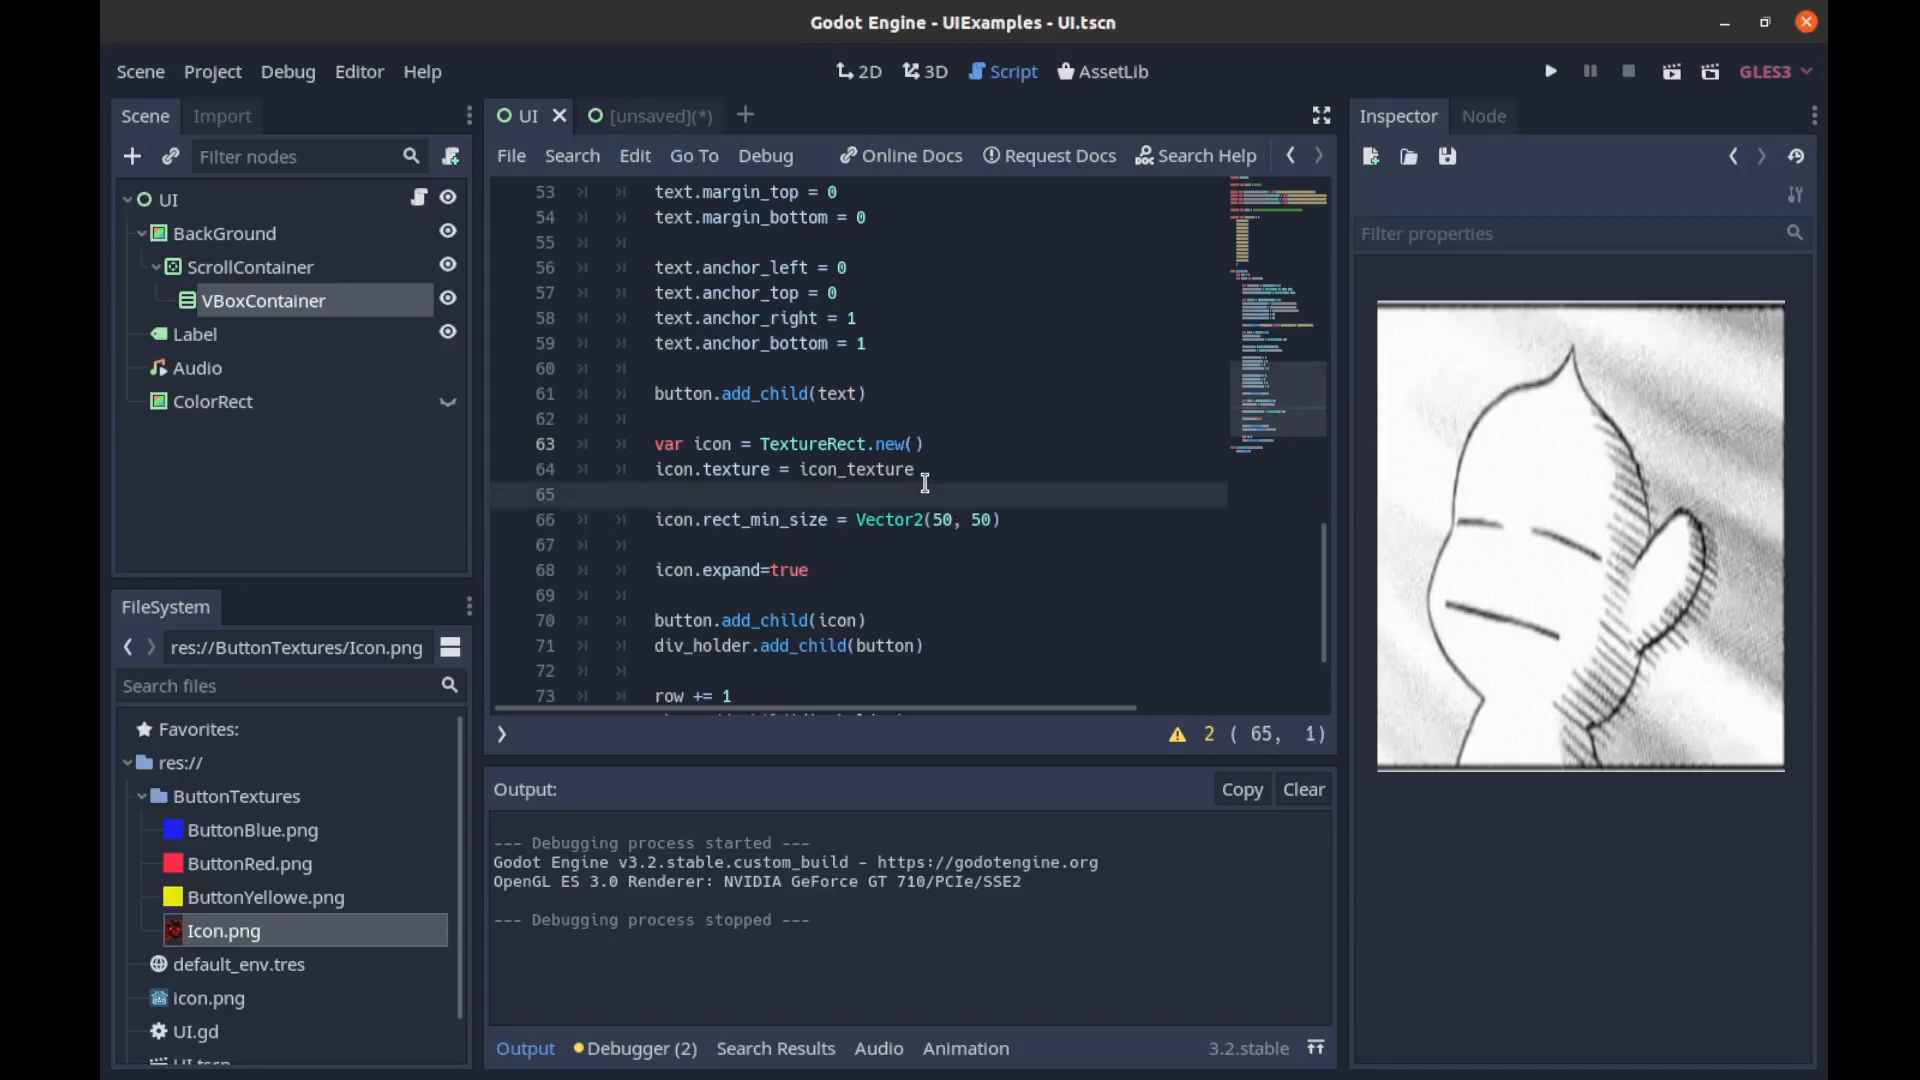 Godot Engine - UIExamples - UI.tscn
Scene Project Debug Editor Help
2D 3D Script AssetLib
GLES3
Scene Import
Filter nodes
UI
BackGround
ScrollContainer
VBoxContainer
Label
Audio
ColorRect
FileSystem
res://ButtonTextures/Icon.png
Search files
Favorites:
res://
ButtonTextures
ButtonBlue.png
ButtonRed.png
ButtonYellowe.png
Icon.png
default_env.tres
icon.png
UI.gd
UI.tscn
UI [unsaved](*)
File Search Edit Go To Debug Online Docs Request Docs Search Help
53 text.margin_top = 0
54 text.margin_bottom = 0
55
56 text.anchor_left = 0
57 text.anchor_top = 0
58 text.anchor_right = 1
59 text.anchor_bottom = 1
60
61 button.add_child(text)
62
63 var icon = TextureRect.new()
64 icon.texture = icon_texture
65
66 icon.rect_min_size = Vector2(50, 50)
67
68 icon.expand=true
69
70 button.add_child(icon)
71 div_holder.add_child(button)
72
73 row += 1
2 ( 65, 1)
Output: Copy Clear
--- Debugging process started ---
Godot Engine v3.2.stable.custom_build - https://godotengine.org
OpenGL ES 3.0 Renderer: NVIDIA GeForce GT 710/PCIe/SSE2
--- Debugging process stopped ---
Output Debugger (2) Search Results Audio Animation 3.2.stable
Inspector Node
Filter properties